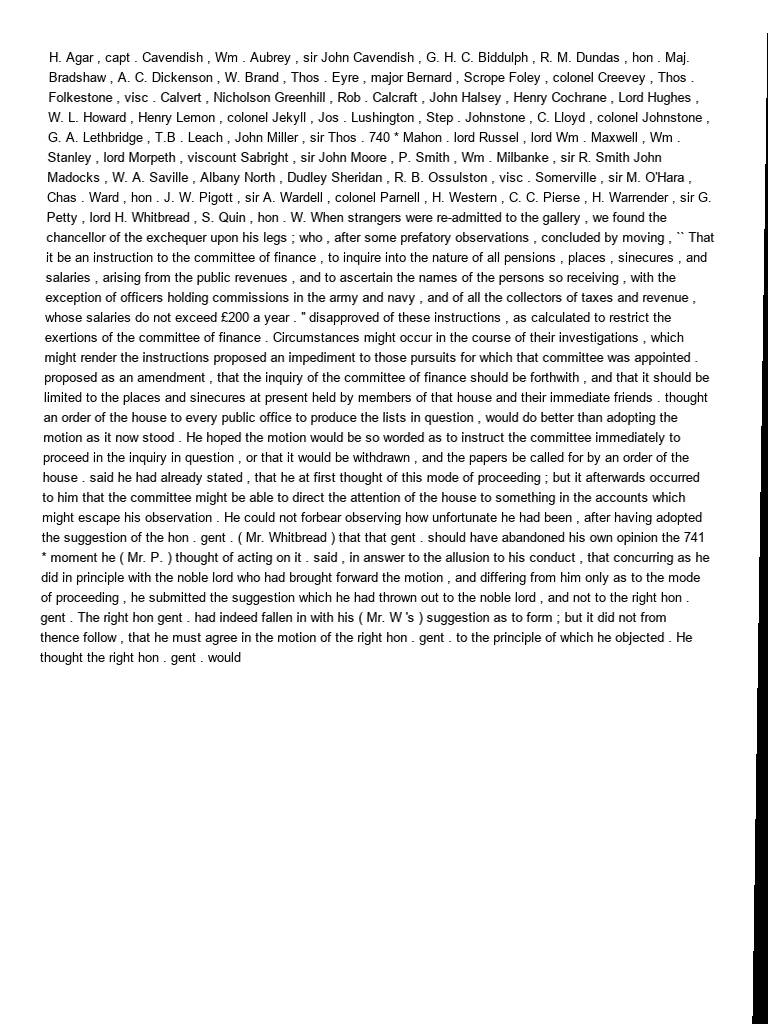 H. Agar , capt . Cavendish , Wm . Aubrey , sir John Cavendish , G. H. C. Biddulph , R. M. Dundas , hon . Maj.
Bradshaw , A. C. Dickenson , W. Brand , Thos . Eyre , major Bernard , Scrope Foley , colonel Creevey , Thos .
Folkestone , visc . Calvert , Nicholson Greenhill , Rob . Calcraft , John Halsey , Henry Cochrane , Lord Hughes ,
W. L. Howard , Henry Lemon , colonel Jekyll , Jos . Lushington , Step . Johnstone , C. Lloyd , colonel Johnstone ,
G. A. Lethbridge , T.B . Leach , John Miller , sir Thos . 740 * Mahon . lord Russel , lord Wm . Maxwell , Wm .
Stanley , lord Morpeth , viscount Sabright , sir John Moore , P. Smith , Wm . Milbanke , sir R. Smith John
Madocks , W. A. Saville , Albany North , Dudley Sheridan , R. B. Ossulston , visc . Somerville , sir M. O'Hara ,
Chas . Ward , hon . J. W. Pigott , sir A. Wardell , colonel Parnell , H. Western , C. C. Pierse , H. Warrender , sir G.
Petty , lord H. Whitbread , S. Quin , hon . W. When strangers were re-admitted to the gallery , we found the
chancellor of the exchequer upon his legs ; who , after some prefatory observations , concluded by moving , `` That
it be an instruction to the committee of finance , to inquire into the nature of all pensions , places , sinecures , and
salaries , arising from the public revenues , and to ascertain the names of the persons so receiving , with the
exception of officers holding commissions in the army and navy , and of all the collectors of taxes and revenue ,
whose salaries do not exceed £200 a year . '' disapproved of these instructions , as calculated to restrict the
exertions of the committee of finance . Circumstances might occur in the course of their investigations , which
might render the instructions proposed an impediment to those pursuits for which that committee was appointed .
proposed as an amendment , that the inquiry of the committee of finance should be forthwith , and that it should be
limited to the places and sinecures at present held by members of that house and their immediate friends . thought
an order of the house to every public office to produce the lists in question , would do better than adopting the
motion as it now stood . He hoped the motion would be so worded as to instruct the committee immediately to
proceed in the inquiry in question , or that it would be withdrawn , and the papers be called for by an order of the
house . said he had already stated , that he at first thought of this mode of proceeding ; but it afterwards occurred
to him that the committee might be able to direct the attention of the house to something in the accounts which
might escape his observation . He could not forbear observing how unfortunate he had been , after having adopted
the suggestion of the hon . gent . ( Mr. Whitbread ) that that gent . should have abandoned his own opinion the 741
* moment he ( Mr. P. ) thought of acting on it . said , in answer to the allusion to his conduct , that concurring as he
did in principle with the noble lord who had brought forward the motion , and differing from him only as to the mode
of proceeding , he submitted the suggestion which he had thrown out to the noble lord , and not to the right hon .
gent . The right hon gent . had indeed fallen in with his ( Mr. W 's ) suggestion as to form ; but it did not from
thence follow , that he must agree in the motion of the right hon . gent . to the principle of which he objected . He
thought the right hon . gent . would